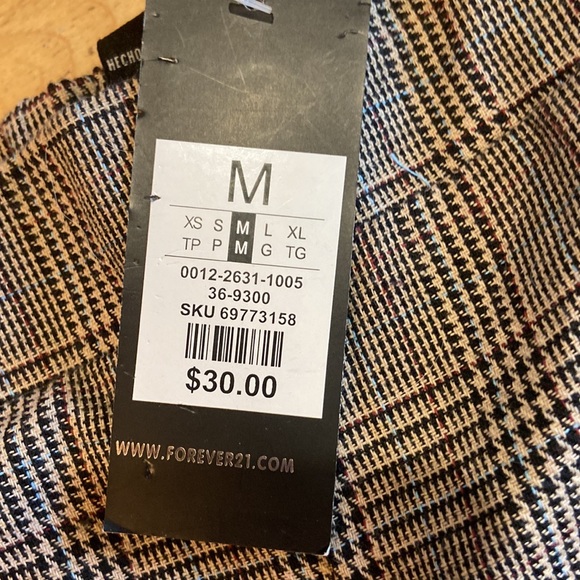 HECHO
M
XS S M L XL
TP P M G TG
0012-2631-1005
36-9300
SKU 69773158
$30.00
WWW.FOREVER21.COM